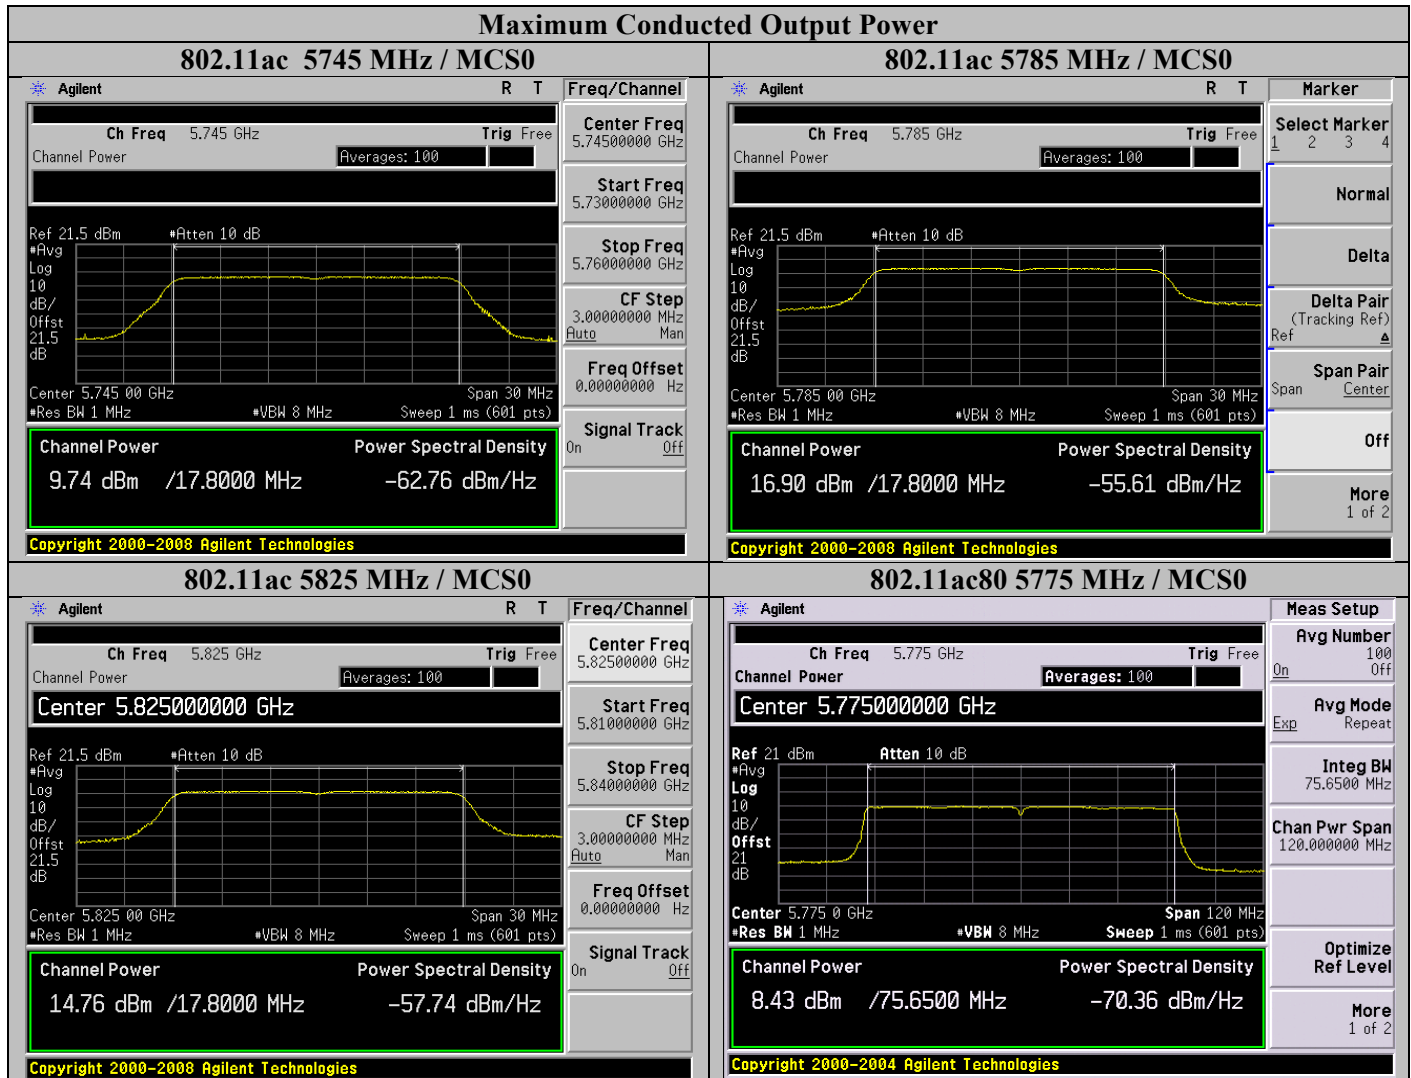 Maximum Conducted Output Power
802.11ac 5745 MHz / MCS0
Agilent R T
Freq/Channel
Ch Freq 5.745 GHz Trig Free
Channel Power Averages: 100
Ref 21.5 dBm #Atten 10 dB
#Avg
Log
10
dB/
Offst
21.5
dB
Center 5.745 00 GHz Span 30 MHz
#Res BW 1 MHz #VBW 8 MHz Sweep 1 ms (601 pts)
Channel Power Power Spectral Density
9.74 dBm /17.8000 MHz -62.76 dBm/Hz
Copyright 2000-2008 Agilent Technologies
Center Freq
5.74500000 GHz
Start Freq
5.73000000 GHz
Stop Freq
5.76000000 GHz
CF Step
3.00000000 MHz
Auto Man
Freq Offset
0.00000000 Hz
Signal Track
On Off
802.11ac 5785 MHz / MCS0
Agilent R T
Marker
Ch Freq 5.785 GHz Trig Free
Channel Power Averages: 100
Ref 21.5 dBm #Atten 10 dB
#Avg
Log
10
dB/
Offst
21.5
dB
Center 5.785 00 GHz Span 30 MHz
#Res BW 1 MHz #VBW 8 MHz Sweep 1 ms (601 pts)
Channel Power Power Spectral Density
16.90 dBm /17.8000 MHz -55.61 dBm/Hz
Copyright 2000-2008 Agilent Technologies
Select Marker
1 2 3 4
Normal
Delta
Delta Pair
(Tracking Ref)
Ref Δ
Span Pair
Span Center
Off
More
1 of 2
802.11ac 5825 MHz / MCS0
Agilent R T
Freq/Channel
Ch Freq 5.825 GHz Trig Free
Channel Power Averages: 100
Center 5.825000000 GHz
Ref 21.5 dBm #Atten 10 dB
#Avg
Log
10
dB/
Offst
21.5
dB
Center 5.825 00 GHz Span 30 MHz
#Res BW 1 MHz #VBW 8 MHz Sweep 1 ms (601 pts)
Channel Power Power Spectral Density
14.76 dBm /17.8000 MHz -57.74 dBm/Hz
Copyright 2000-2008 Agilent Technologies
Center Freq
5.82500000 GHz
Start Freq
5.81000000 GHz
Stop Freq
5.84000000 GHz
CF Step
3.00000000 MHz
Auto Man
Freq Offset
0.00000000 Hz
Signal Track
On Off
802.11ac80 5775 MHz / MCS0
Agilent R T
Meas Setup
Ch Freq 5.775 GHz Trig Free
Channel Power Averages: 100
Center 5.775000000 GHz
Ref 21 dBm Atten 10 dB
#Avg
Log
10
dB/
Offst
21
dB
Center 5.775 0 GHz Span 120 MHz
#Res BW 1 MHz #VBW 8 MHz Sweep 1 ms (601 pts)
Channel Power Power Spectral Density
8.43 dBm /75.6500 MHz -70.36 dBm/Hz
Copyright 2000-2004 Agilent Technologies
Avg Number
100
On Off
Avg Mode
Exp Repeat
Integ BW
75.6500 MHz
Chan Pwr Span
120.000000 MHz
Optimize
Ref Level
More
1 of 2